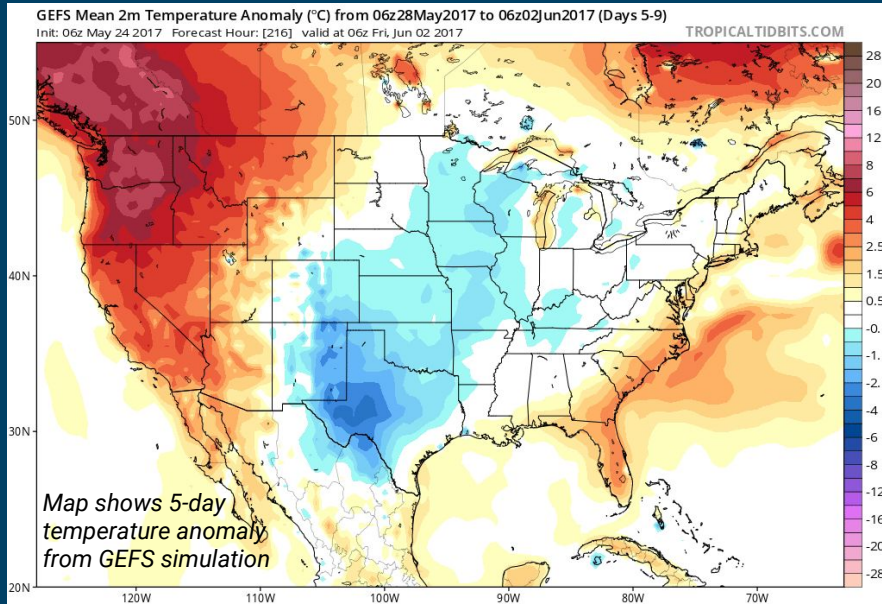 GEFS Mean 2m Temperature Anomaly (°C) from 06z28May2017 to 06z02Jun2017 (Days 5-9)
Init: 06z May 24 2017 Forecast Hour: [216] valid at 06z Fri, Jun 02 2017
TROPICALTIDBITS.COM
50N
40N
30N
20N
120W
110W
100W
90W
80W
70W
28
20
16
12
8
6
4
2.5
1.5
0.5
-0.
-1.
-2.
-4
-6
-8
-12
-16
-20
-28
Map shows 5-day
temperature anomaly
from GEFS simulation